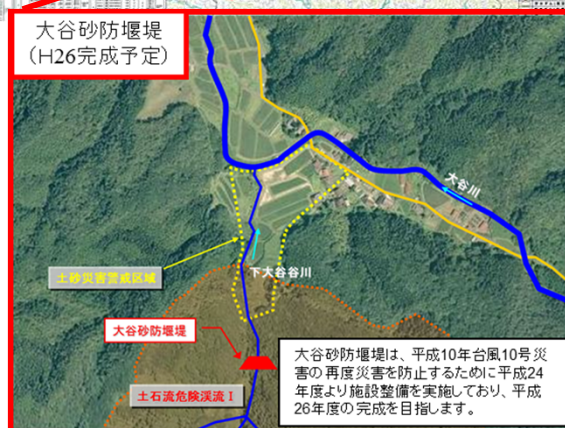 大谷砂防堰堤
（H26完成予定）
大谷川
土砂災害警戒区域
下大谷谷川
大谷砂防堰堤
土石流危険渓流Ⅰ
大谷砂防堰堤は、平成10年台風10号災
害の再度災害を防止するために平成24
年度より施設整備を実施しており、平成
26年度の完成を目指します。